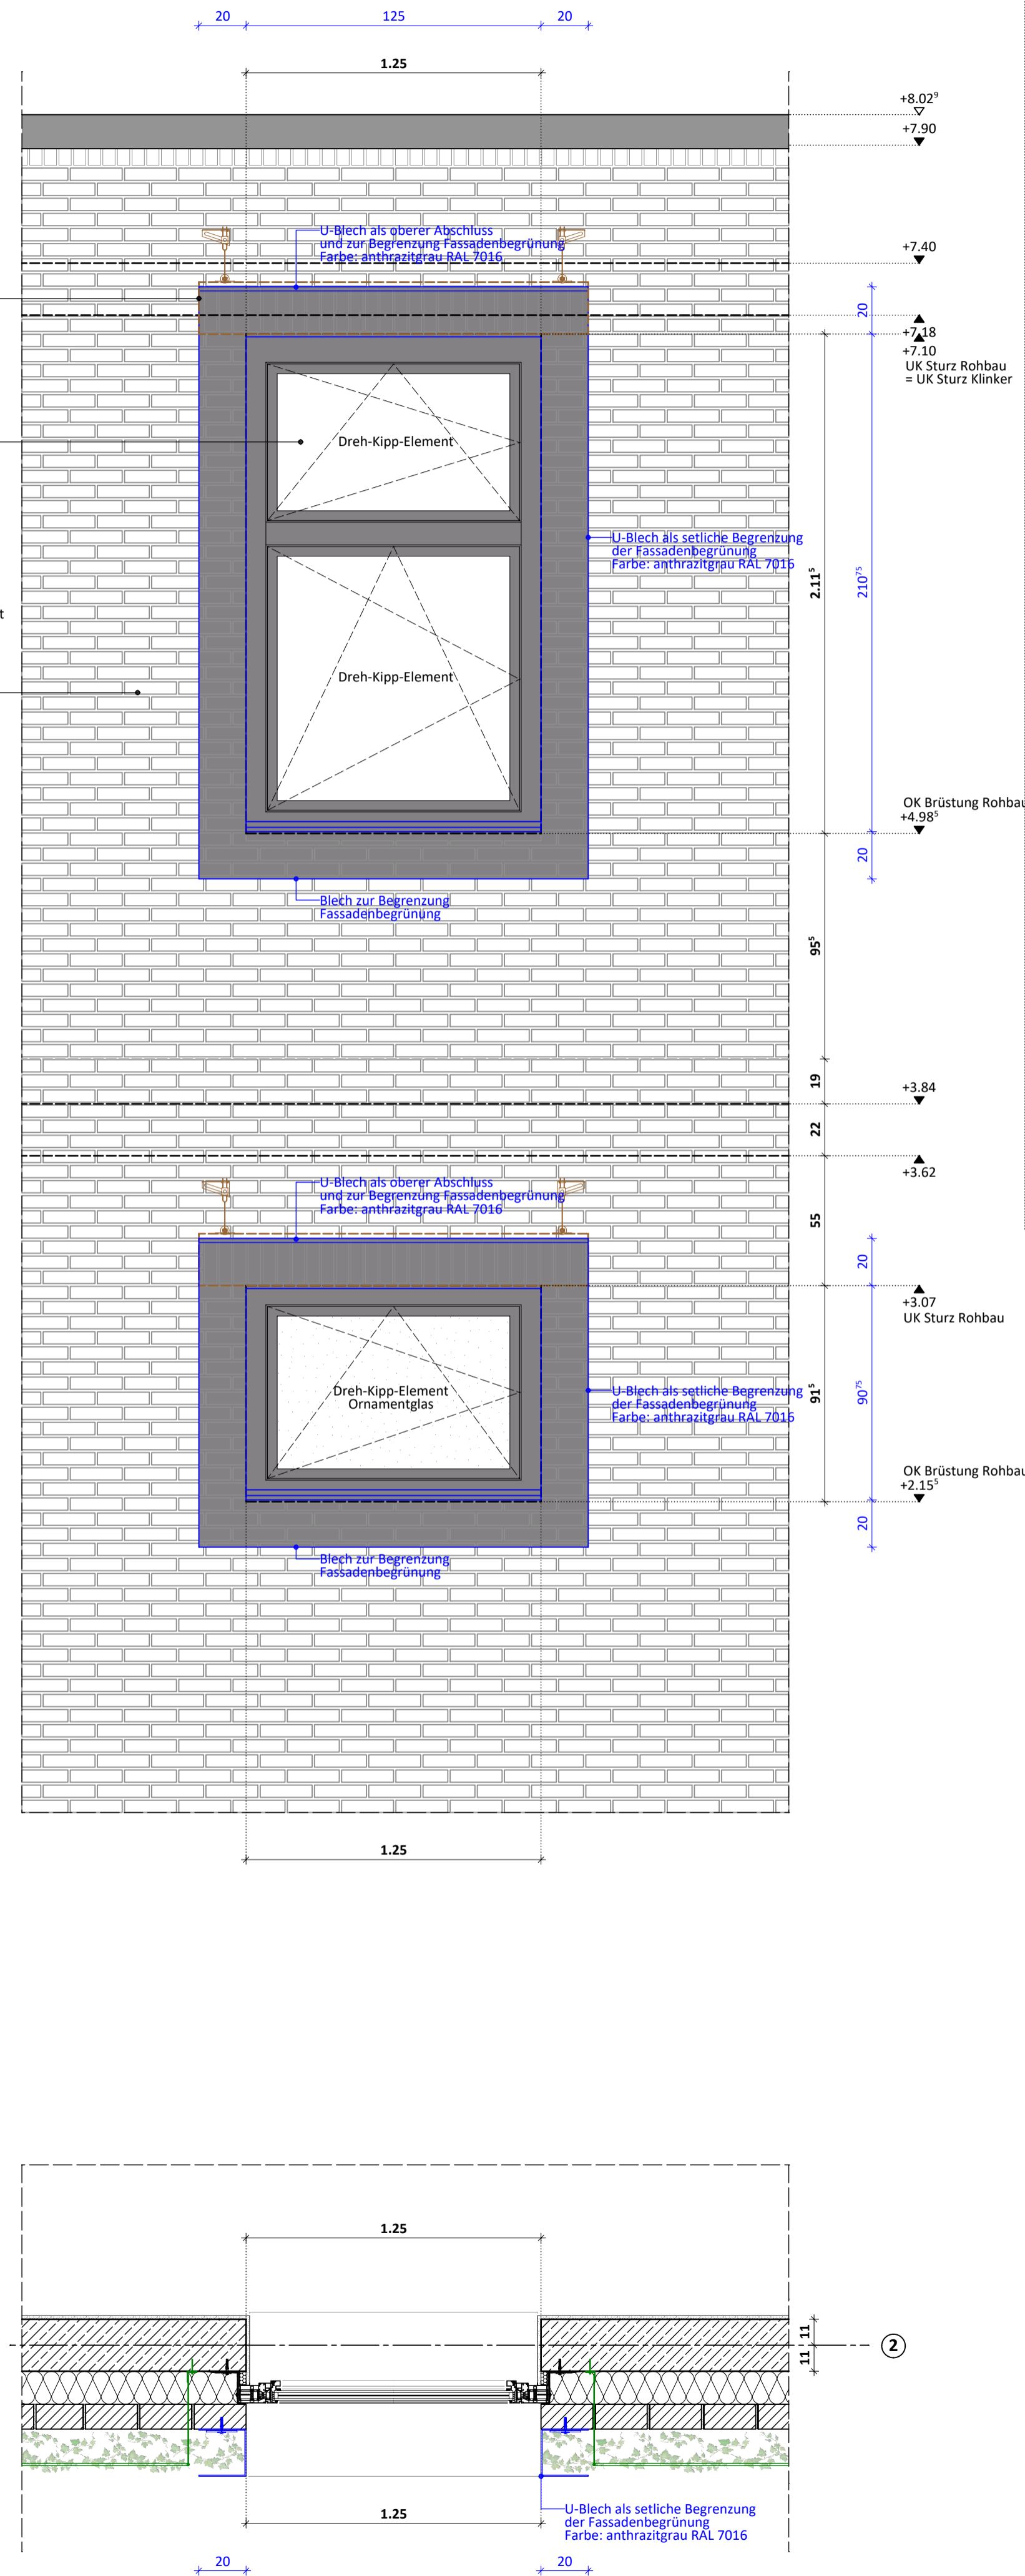 20 125 20
1.25
+8.02⁹
+7.90
U-Blech als oberer Abschluss
und zur Begrenzung Fassadenbegrünung
Farbe: anthrazitgrau RAL 7016
+7.40
20
+7.18
+7.10
UK Sturz Rohbau
= UK Sturz Klinker
Dreh-Kipp-Element
U-Blech als setliche Begrenzung
der Fassadenbegrünung
Farbe: anthrazitgrau RAL 7016
2.11⁵
210⁷⁵
t
Dreh-Kipp-Element
OK Brüstung Rohbau
+4.98⁵
20
Blech zur Begrenzung
Fassadenbegrünung
95⁵
19
+3.84
22
+3.62
U-Blech als oberer Abschluss
und zur Begrenzung Fassadenbegrünung
Farbe: anthrazitgrau RAL 7016
55
20
+3.07
UK Sturz Rohbau
Dreh-Kipp-Element
Ornamentglas
U-Blech als setliche Begrenzung
der Fassadenbegrünung
Farbe: anthrazitgrau RAL 7016
91⁵
90⁷⁵
OK Brüstung Rohbau
+2.15⁵
20
Blech zur Begrenzung
Fassadenbegrünung
1.25
1.25
11
11
2
1.25
U-Blech als setliche Begrenzung
der Fassadenbegrünung
Farbe: anthrazitgrau RAL 7016
20 20